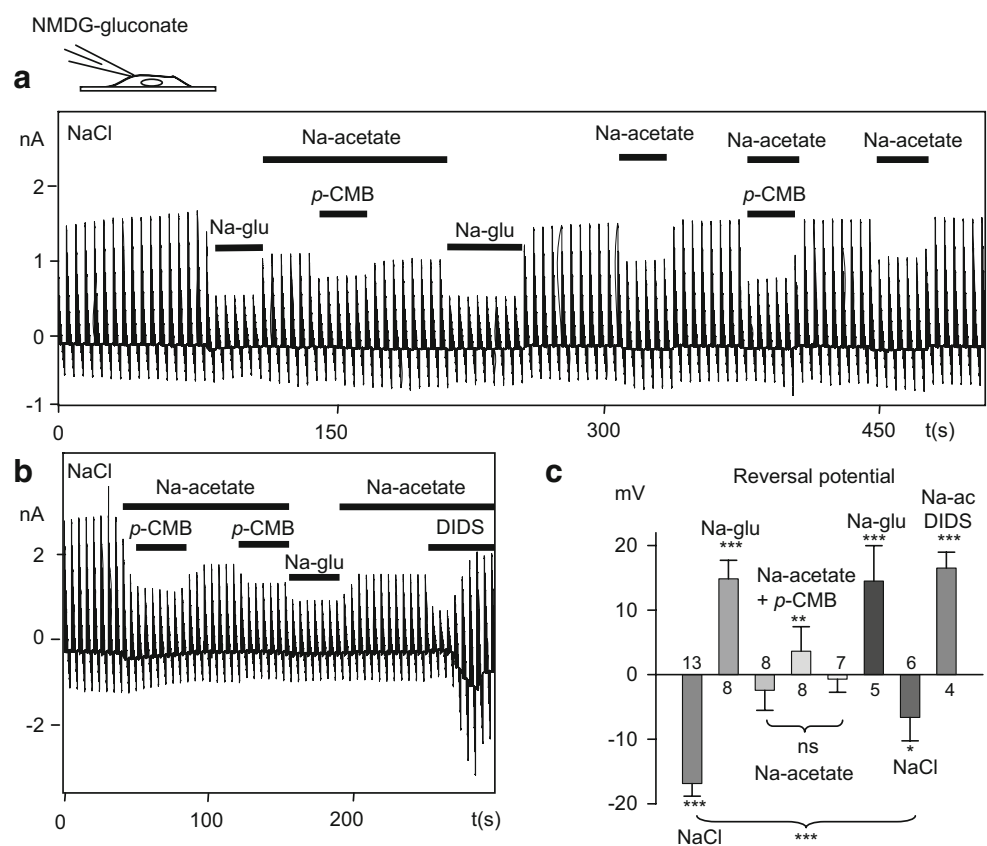 NMDG-gluconate
a
nA
NaCl
Na-acetate
Na-acetate
Na-acetate
Na-acetate
p-CMB
p-CMB
Na-glu
Na-glu
2
1
0
-1
0
150
300
450
t(s)
b
nA
NaCl
Na-acetate
Na-acetate
p-CMB
p-CMB
DIDS
Na-glu
2
0
-2
0
100
200
t(s)
c
Reversal potential
mV
Na-glu
***
Na-acetate
+ p-CMB
**
Na-glu
***
Na-ac
DIDS
***
20
10
0
-10
-20
13
8
8
8
7
5
6
4
ns
Na-acetate
*
NaCl
***
NaCl
***